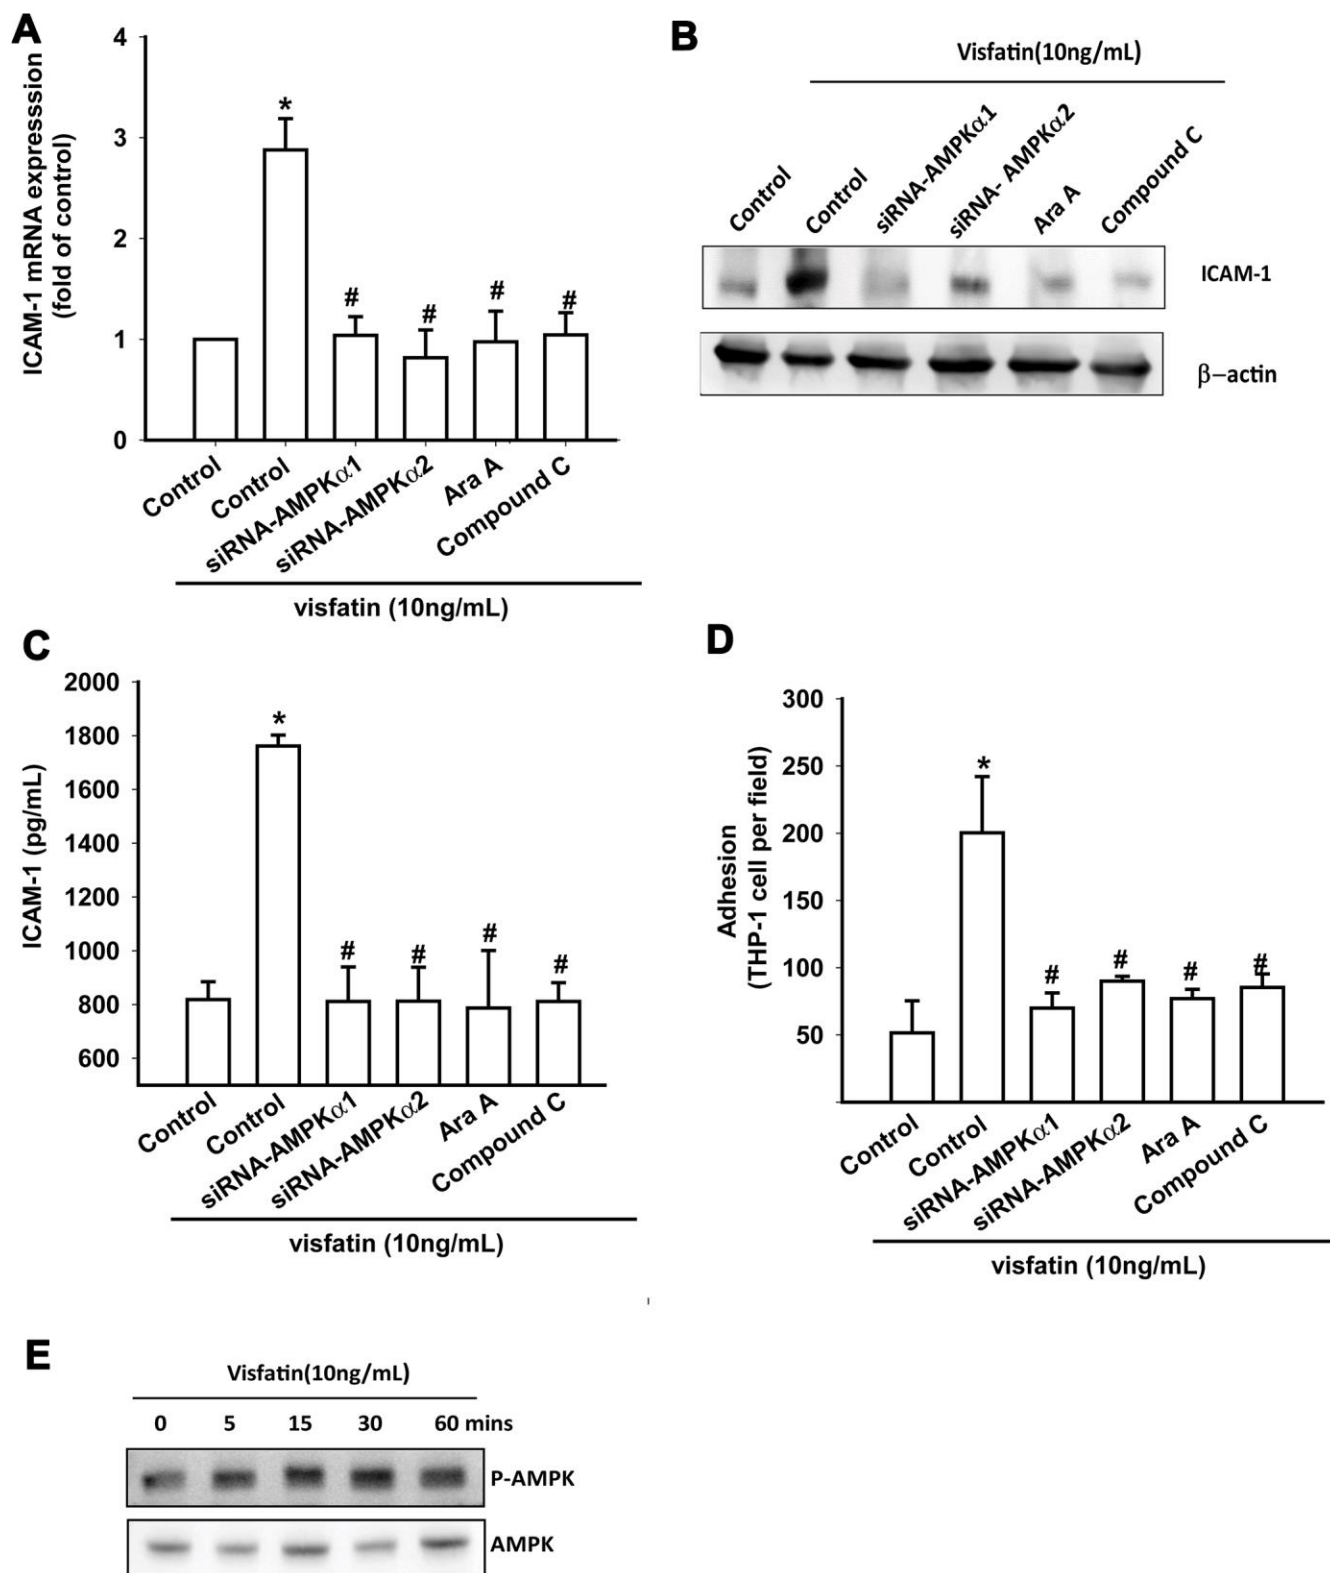 A
ICAM-1 mRNA expresssion
(fold of control)
4
3
2
1
0
*
#
#
#
#
Control
Control
siRNA-AMPKα1
siRNA-AMPKα2
Ara A
Compound C
visfatin (10ng/mL)
B
Visfatin(10ng/mL)
Control
Control
siRNA-AMPKα1
siRNA- AMPKα2
Ara A
Compound C
ICAM-1
β–actin
C
ICAM-1 (pg/mL)
2000
1800
1600
1400
1200
1000
800
600
*
#
#
#
#
Control
Control
siRNA-AMPKα1
siRNA-AMPKα2
Ara A
Compound C
visfatin (10ng/mL)
D
Adhesion
(THP-1 cell per field)
300
250
200
150
100
50
*
#
#
#
#
Control
Control
siRNA-AMPKα1
siRNA-AMPKα2
Ara A
Compound C
visfatin (10ng/mL)
E
Visfatin(10ng/mL)
0 5 15 30 60 mins
P-AMPK
AMPK